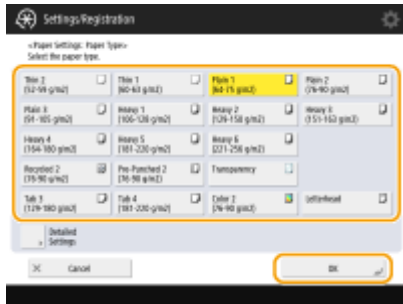 Settings/Registration
<Paper Settings: Paper Type>
Select the paper type.
Thin 2
(52-59 g/m2)
Thin 1
(60-63 g/m2)
Plain 1
(64-75 g/m2)
Plain 2
(76-90 g/m2)
Plain 3
(91-105 g/m2)
Heavy 1
(106-128 g/m2)
Heavy 2
(129-150 g/m2)
Heavy 3
(151-163 g/m2)
Heavy 4
(164-180 g/m2)
Heavy 5
(181-220 g/m2)
Heavy 6
(221-256 g/m2)
Recycled 2
(76-90 g/m2)
Pre-Punched 2
(76-90 g/m2)
Transparency
Tab 3
(129-180 g/m2)
Tab 4
(181-220 g/m2)
Color 2
(76-90 g/m2)
Letterhead
Detailed
Settings
Cancel
OK